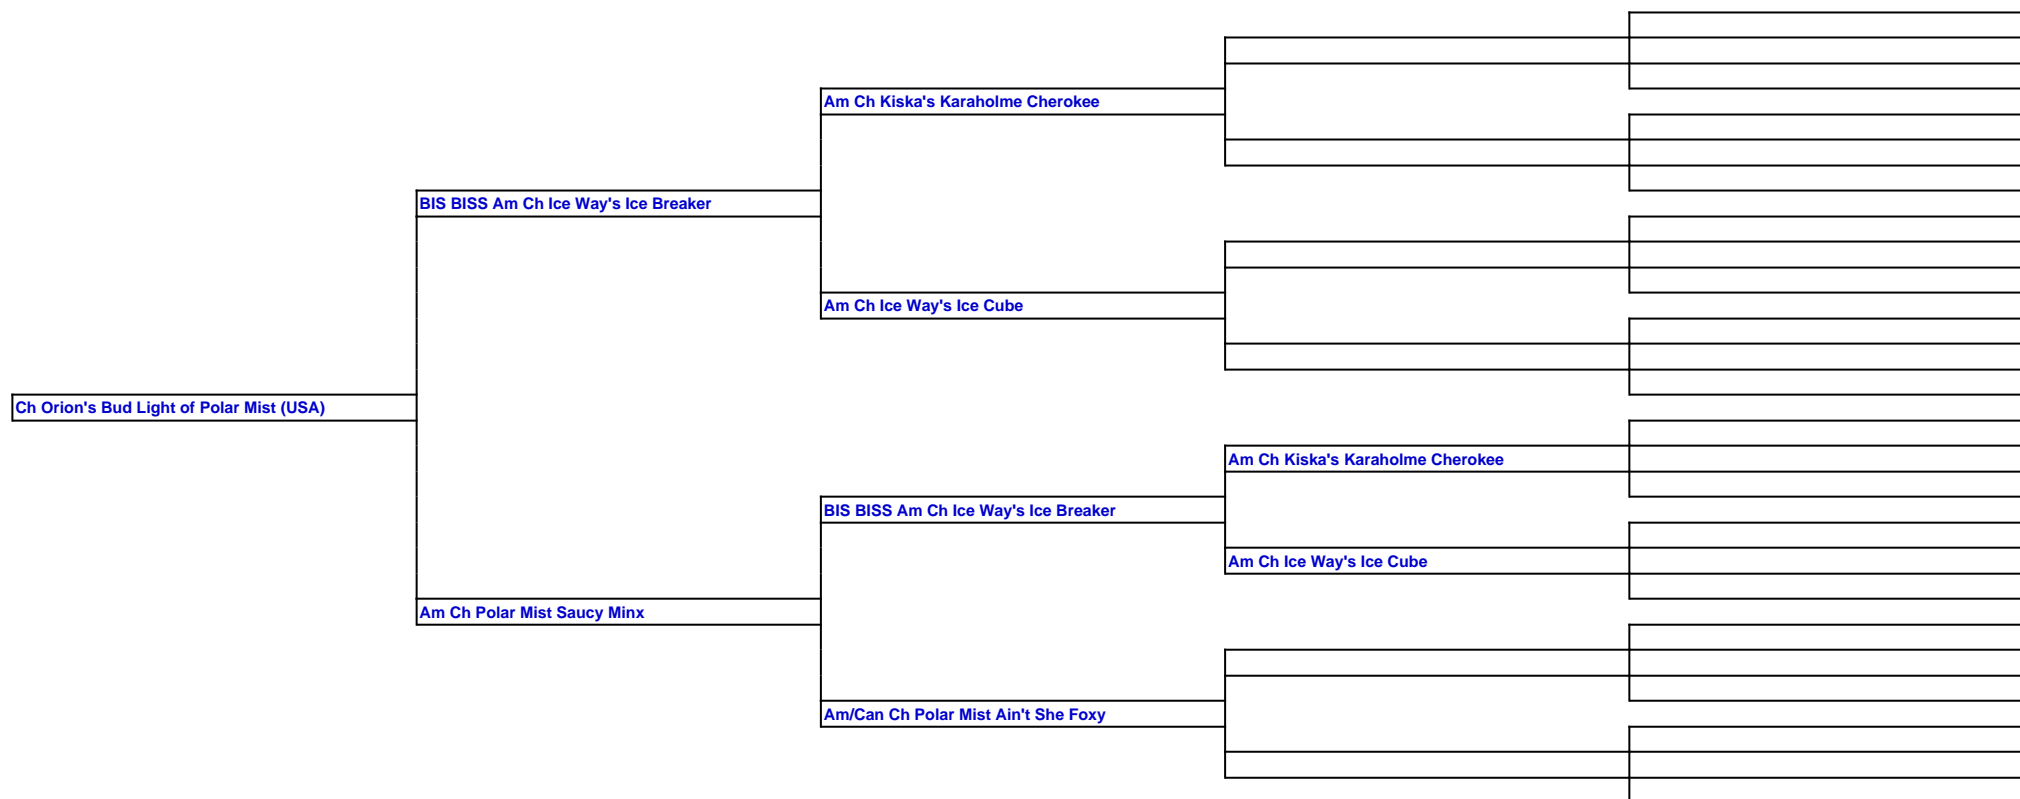 Am Ch Kiska's Karaholme Cherokee
BIS BISS Am Ch Ice Way's Ice Breaker
Am Ch Ice Way's Ice Cube
Ch Orion's Bud Light of Polar Mist (USA)
Am Ch Kiska's Karaholme Cherokee
BIS BISS Am Ch Ice Way's Ice Breaker
Am Ch Ice Way's Ice Cube
Am Ch Polar Mist Saucy Minx
Am/Can Ch Polar Mist Ain't She Foxy